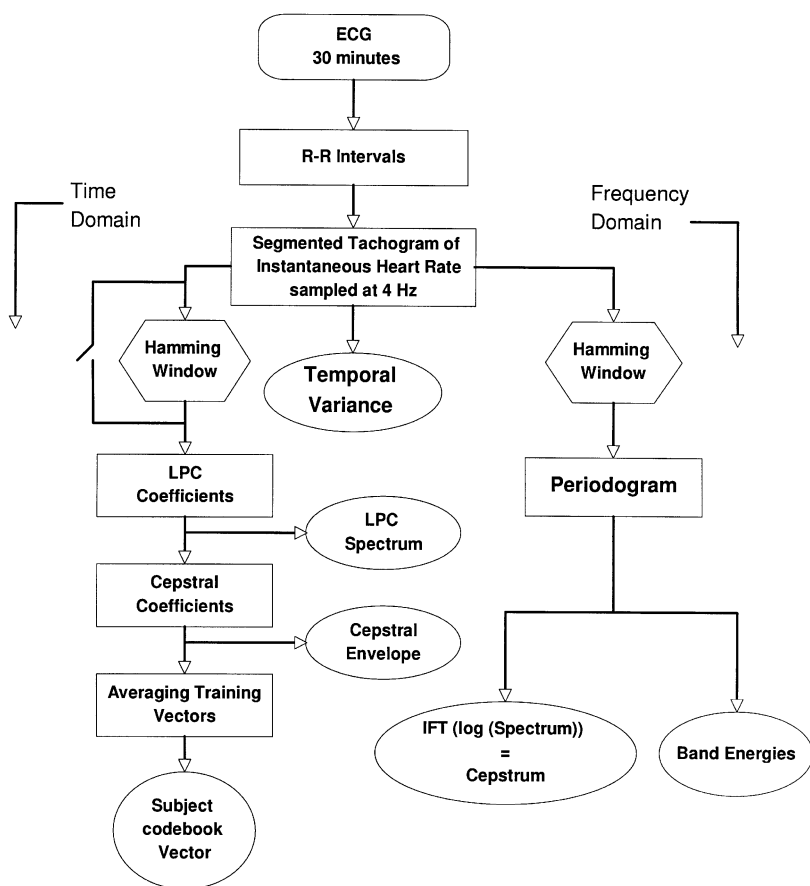 ECG
30 minutes
R-R Intervals
Time
Domain
Frequency
Domain
Segmented Tachogram of
Instantaneous Heart Rate
sampled at 4 Hz
Hamming
Window
Temporal
Variance
Hamming
Window
LPC
Coefficients
Periodogram
LPC
Spectrum
Cepstral
Coefficients
Cepstral
Envelope
Averaging Training
Vectors
IFT (log (Spectrum))
=
Cepstrum
Band Energies
Subject
codebook
Vector